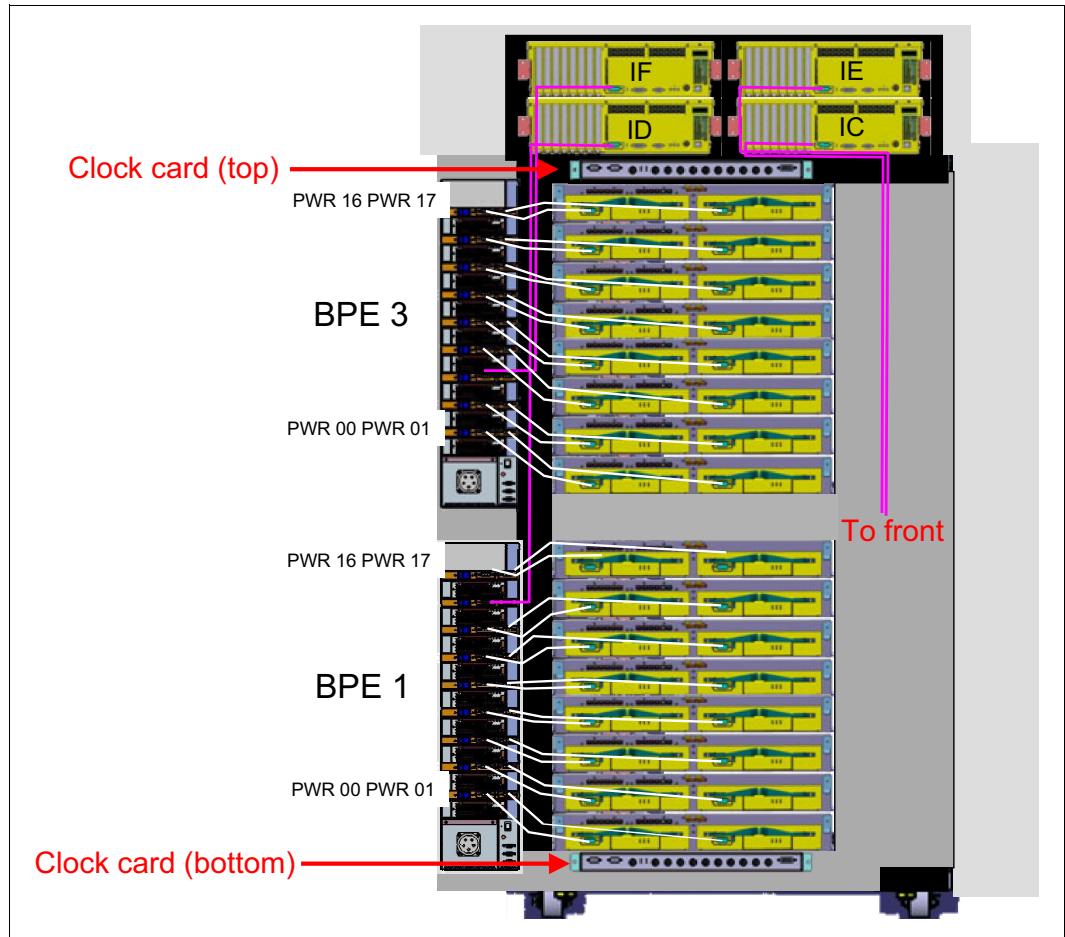 IF
IE
ID
IC
Clock card (top)
PWR 16 PWR 17
BPE 3
PWR 00 PWR 01
To front
PWR 16 PWR 17
BPE 1
PWR 00 PWR 01
Clock card (bottom)